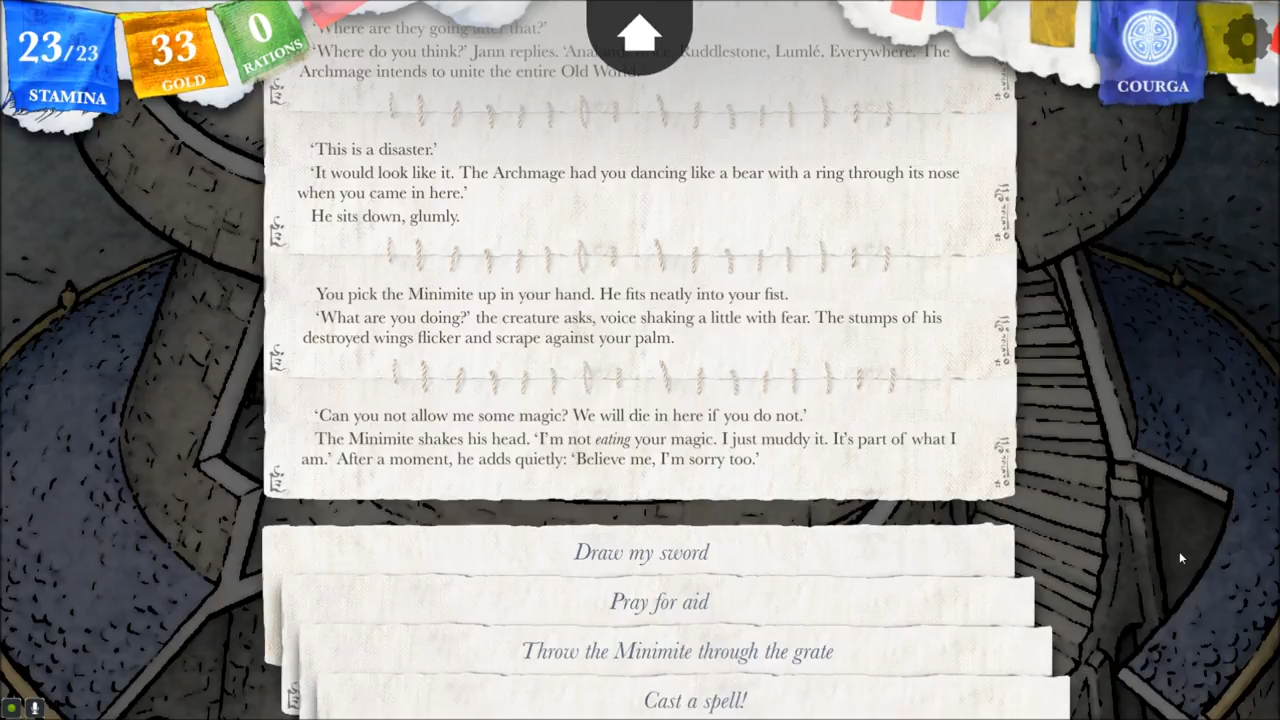 23/23
STAMINA
33
GOLD
0
RATIONS
COURGA
‘Where are they going after that?’
‘Where do you think?’ Jann replies. ‘ Ruddlestone, Lumlé. Everywhere. The
Archmage intends to unite the entire Old World.
‘This is a disaster.’
‘It would look like it. The Archmage had you dancing like a bear with a ring through its nose
when you came in here.’
He sits down, glumly.
You pick the Minimite up in your hand. He fits neatly into your fist.
‘What are you doing?’ the creature asks, voice shaking a little with fear. The stumps of his
destroyed wings flicker and scrape against your palm.
‘Can you not allow me some magic? We will die in here if you do not.’
The Minimite shakes his head. ‘I’m not eating your magic. I just muddy it. It’s part of what I
am.’ After a moment, he adds quietly: ‘Believe me, I’m sorry too.’
Draw my sword
Pray for aid
Throw the Minimite through the grate
Cast a spell!